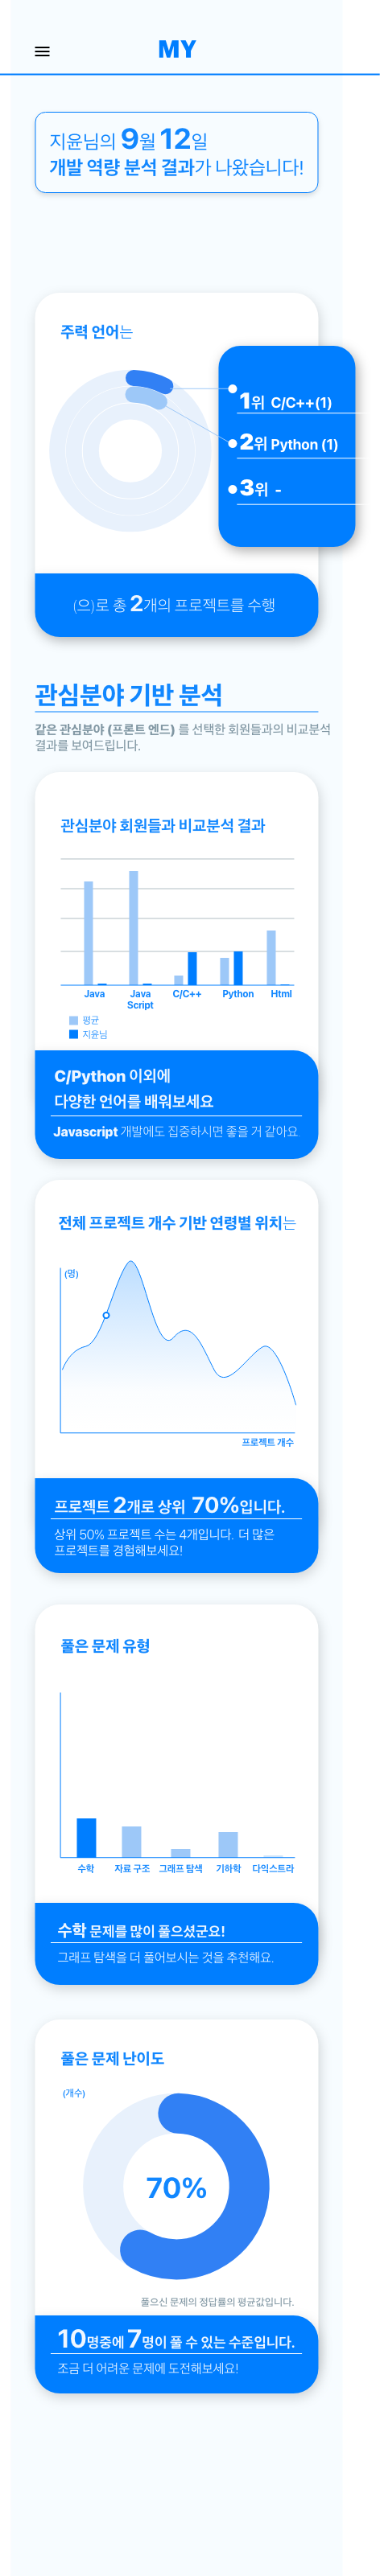 MY
지윤님의 9월 12일
개발 역량 분석 결과가 나왔습니다!
주력 언어는
1위 C/C++(1)
2위 Python (1)
3위 -
(으)로 총 2개의 프로젝트를 수행
관심분야 기반 분석
같은 관심분야 (프론트 엔드) 를 선택한 회원들과의 비교분석
결과를 보여드립니다.
관심분야 회원들과 비교분석 결과
Java
Java
Script
C/C++
Python
Html
평균
지윤님
C/Python 이외에
다양한 언어를 배워보세요
Javascript 개발에도 집중하시면 좋을 거 같아요.
전체 프로젝트 개수 기반 연령별 위치는
(명)
프로젝트 개수
프로젝트 2개로 상위 70%입니다.
상위 50% 프로젝트 수는 4개입니다. 더 많은
프로젝트를 경험해보세요!
풀은 문제 유형
수학
자료 구조
그래프 탐색
기하학
다익스트라
수학 문제를 많이 풀으셨군요!
그래프 탐색을 더 풀어보시는 것을 추천해요.
풀은 문제 난이도
(개수)
70%
풀으신 문제의 정답률의 평균값입니다.
10명중에 7명이 풀 수 있는 수준입니다.
조금 더 어려운 문제에 도전해보세요!